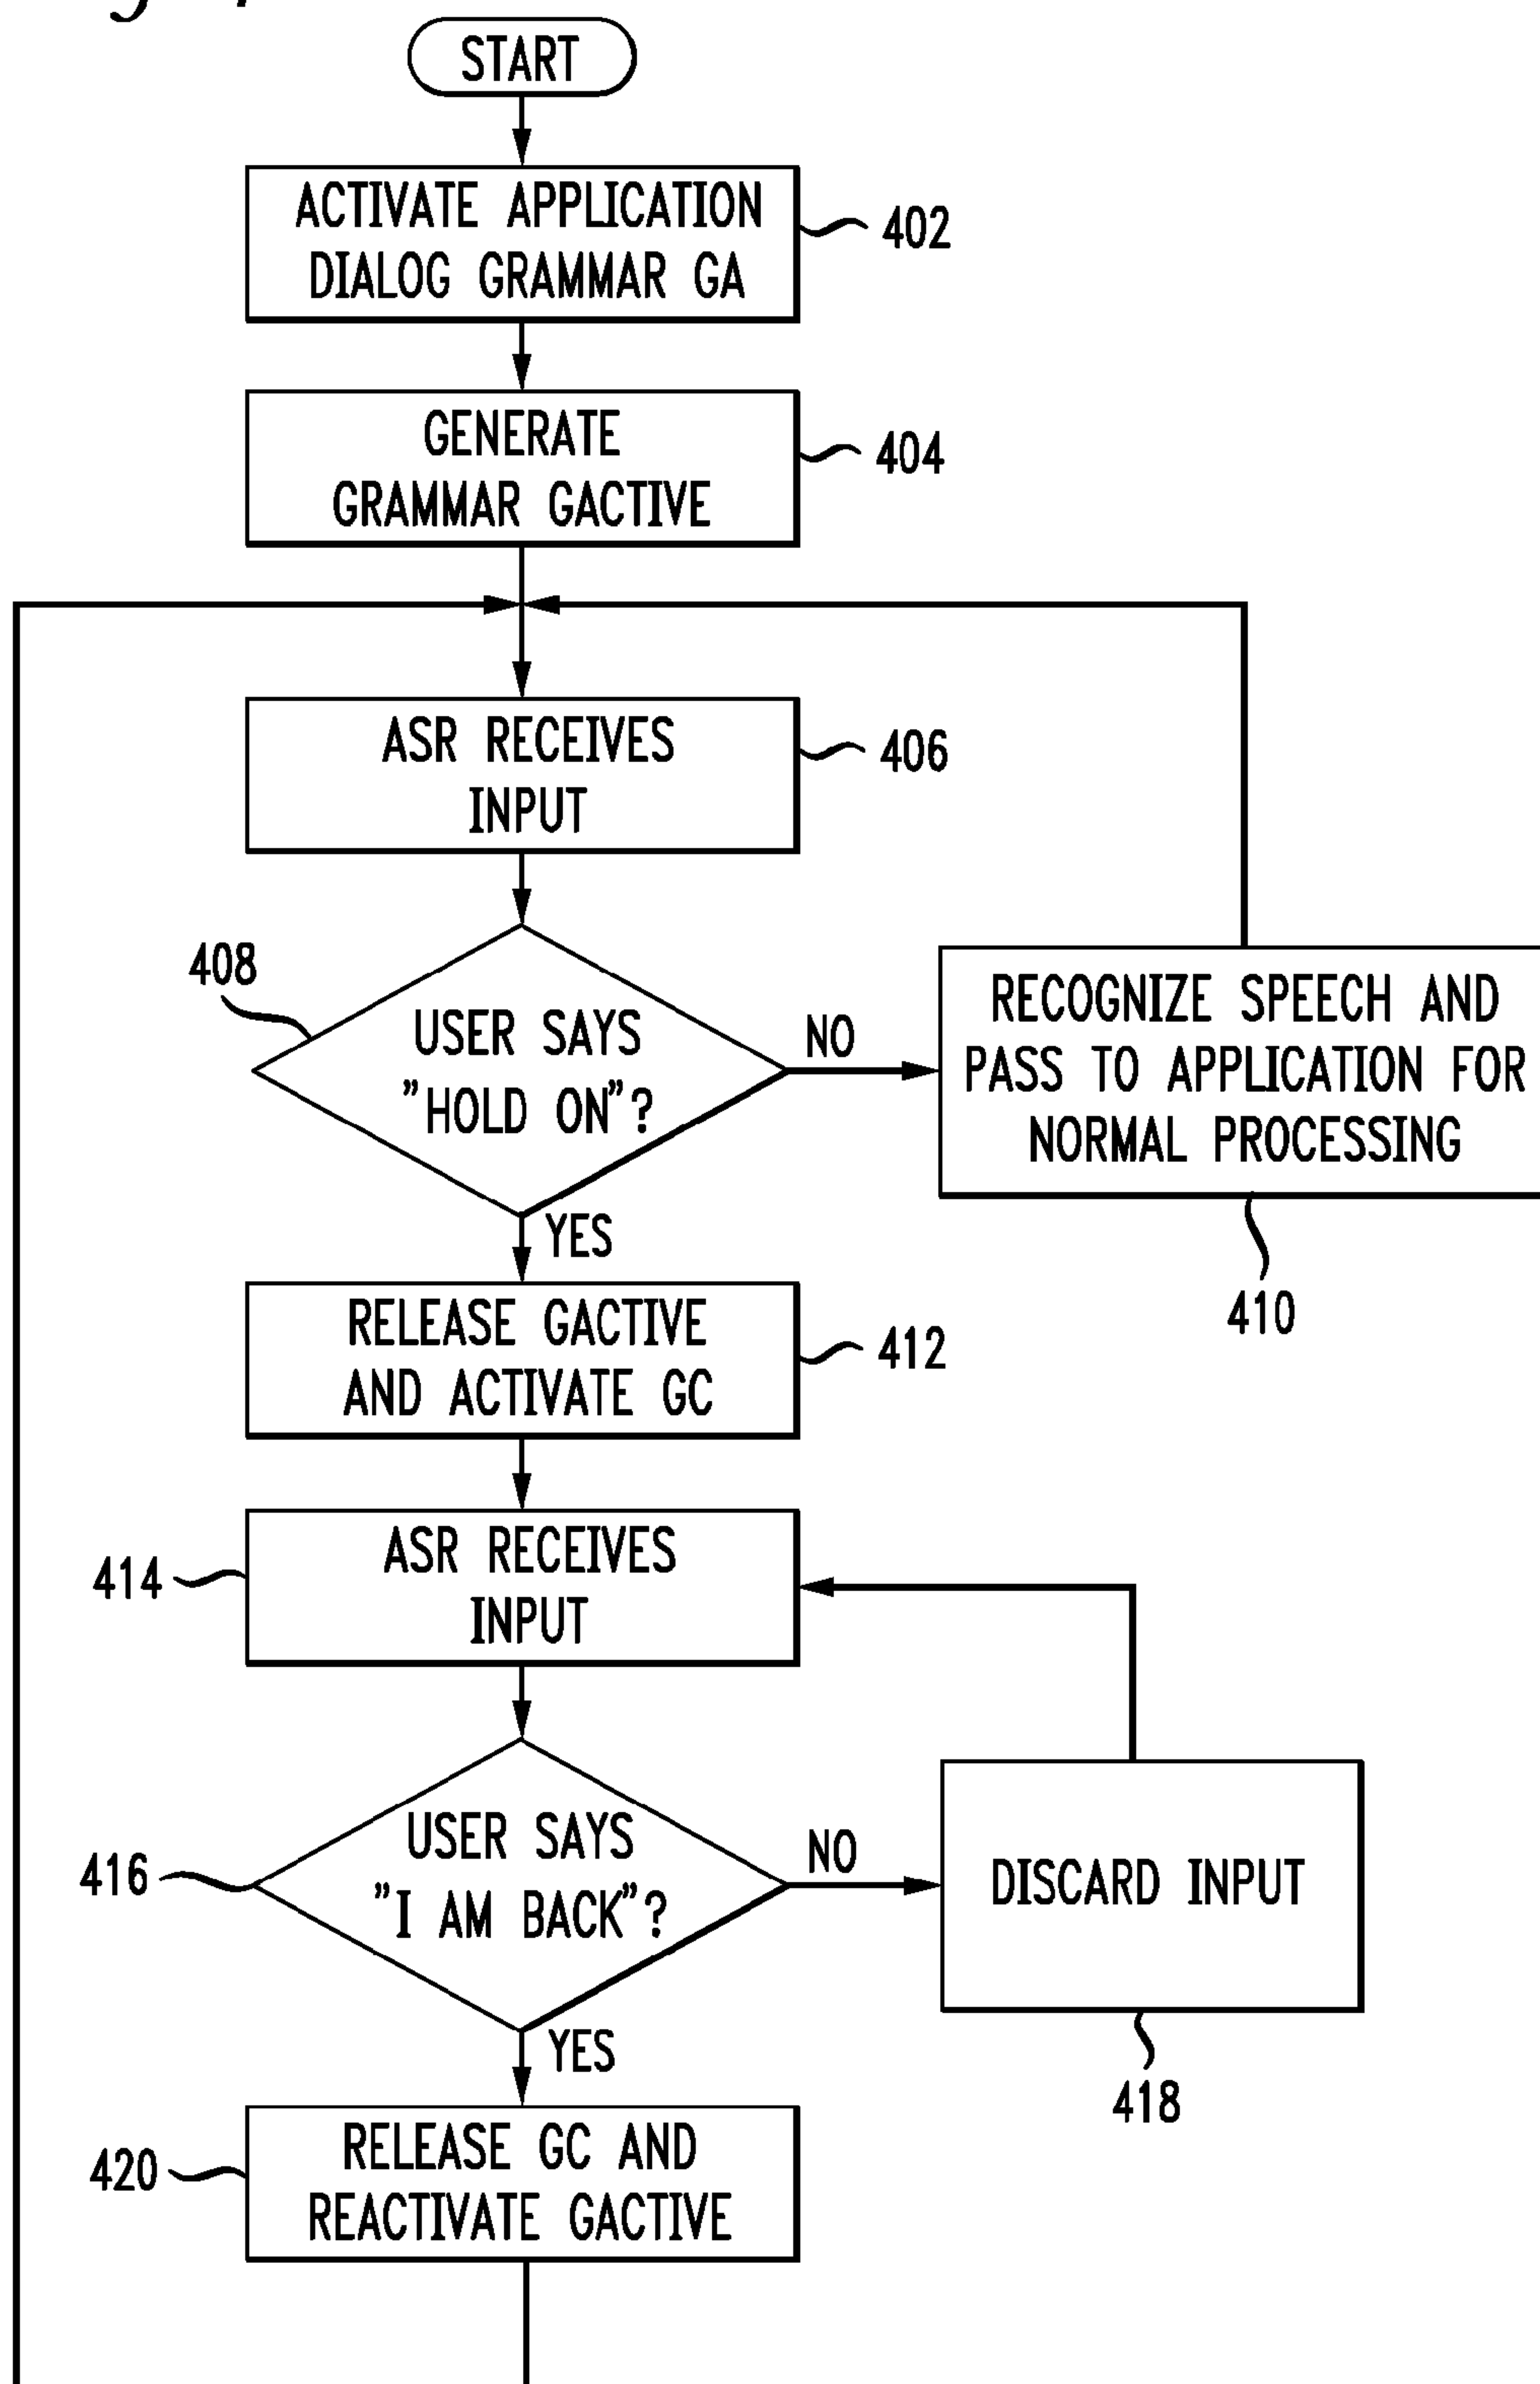 START
ACTIVATE APPLICATION
DIALOG GRAMMAR GA
402
GENERATE
GRAMMAR GACTIVE
404
ASR RECEIVES
INPUT
406
408
USER SAYS
"HOLD ON"?
NO
RECOGNIZE SPEECH AND
PASS TO APPLICATION FOR
NORMAL PROCESSING
410
YES
RELEASE GACTIVE
AND ACTIVATE GC
412
414
ASR RECEIVES
INPUT
416
USER SAYS
"I AM BACK"?
NO
DISCARD INPUT
418
YES
420
RELEASE GC AND
REACTIVATE GACTIVE